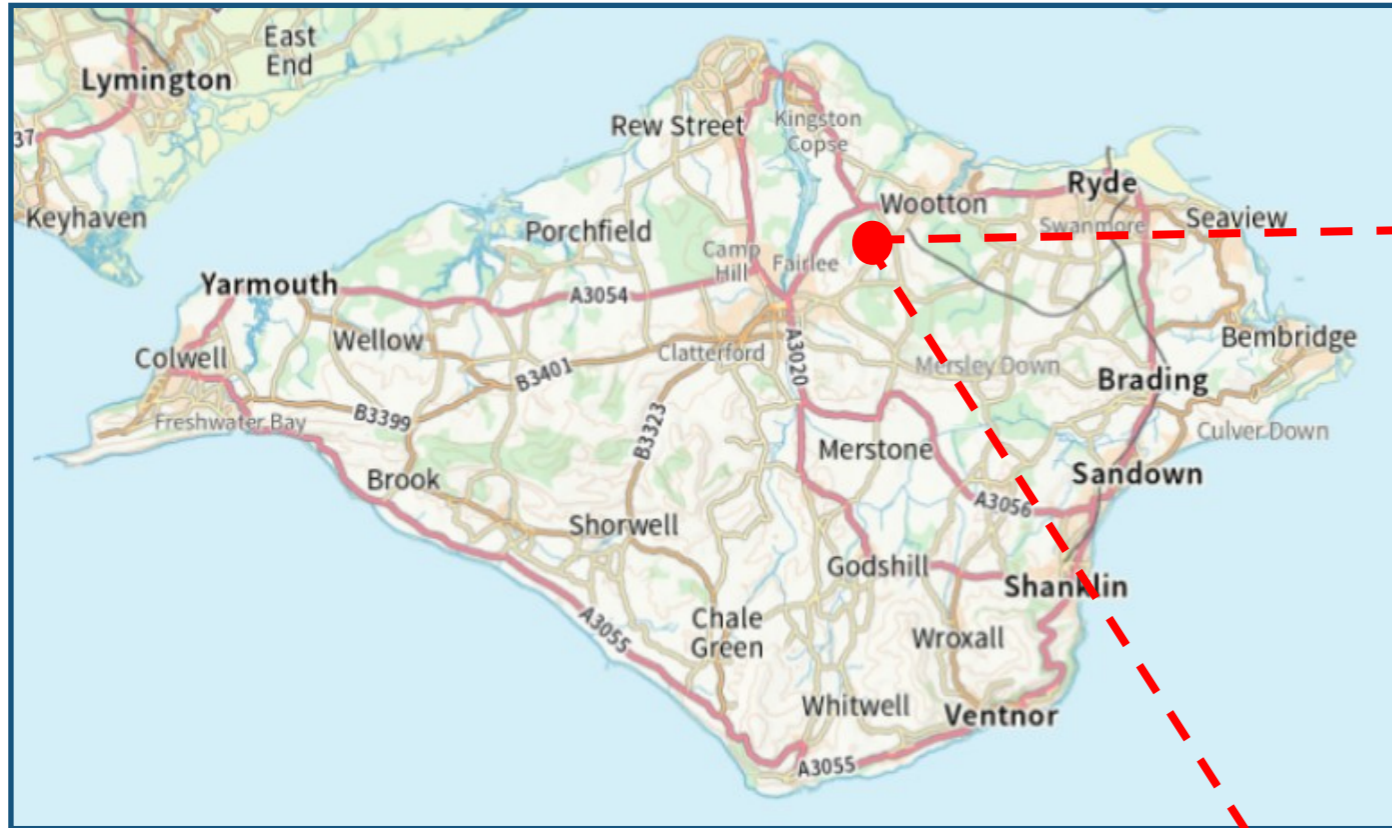 East
End
Lymington
37
Keyhaven
Rew Street
Kingston
Copse
Ryde
Wootton
Swanmore
Seaview
Porchfield
Camp
Hill
Fairlee
Yarmouth
A3054
Wellow
Bembridge
Colwell
Clatterford
A3020
Mersley Down
B3401
Brading
B3399
Freshwater Bay
B3323
Culver Down
Merstone
Brook
Sandown
A3056
Shorwell
Godshill
Shanklin
A3055
Chale
Green
Wroxall
Whitwell
Ventnor
A3055